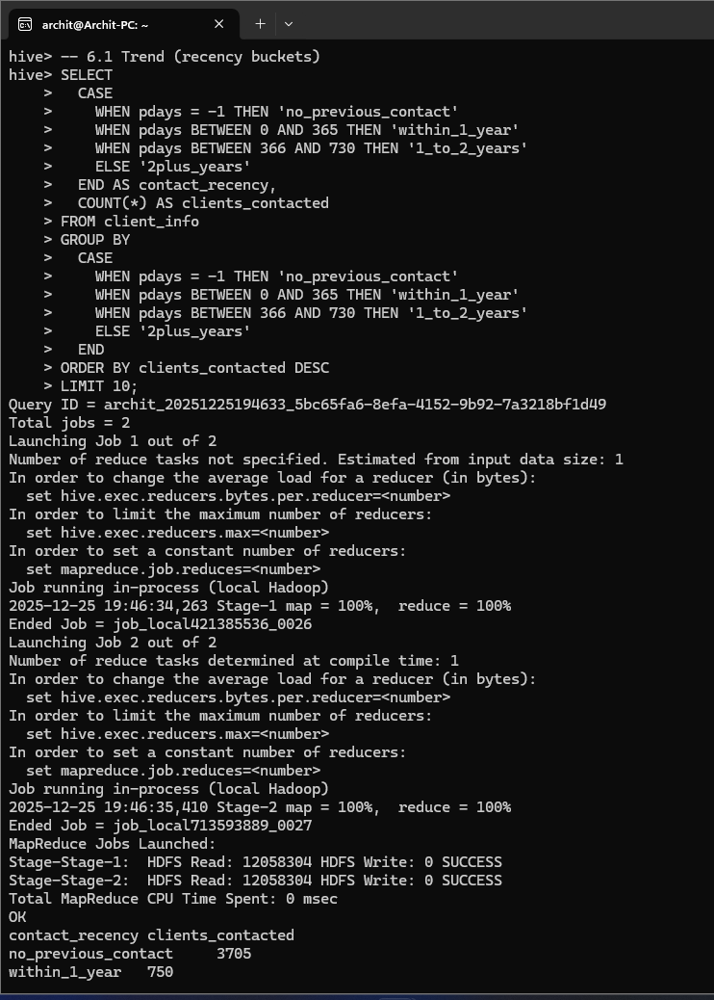 archit@Archit-PC: ~
hive> -- 6.1 Trend (recency buckets)
hive> SELECT
    >   CASE
    >     WHEN pdays = -1 THEN 'no_previous_contact'
    >     WHEN pdays BETWEEN 0 AND 365 THEN 'within_1_year'
    >     WHEN pdays BETWEEN 366 AND 730 THEN '1_to_2_years'
    >     ELSE '2plus_years'
    >   END AS contact_recency,
    >   COUNT(*) AS clients_contacted
    > FROM client_info
    > GROUP BY
    >   CASE
    >     WHEN pdays = -1 THEN 'no_previous_contact'
    >     WHEN pdays BETWEEN 0 AND 365 THEN 'within_1_year'
    >     WHEN pdays BETWEEN 366 AND 730 THEN '1_to_2_years'
    >     ELSE '2plus_years'
    >   END
    > ORDER BY clients_contacted DESC
    > LIMIT 10;
Query ID = archit_20251225194633_5bc65fa6-8efa-4152-9b92-7a3218bf1d49
Total jobs = 2
Launching Job 1 out of 2
Number of reduce tasks not specified. Estimated from input data size: 1
In order to change the average load for a reducer (in bytes):
  set hive.exec.reducers.bytes.per.reducer=<number>
In order to limit the maximum number of reducers:
  set hive.exec.reducers.max=<number>
In order to set a constant number of reducers:
  set mapreduce.job.reduces=<number>
Job running in-process (local Hadoop)
2025-12-25 19:46:34,263 Stage-1 map = 100%,  reduce = 100%
Ended Job = job_local421385536_0026
Launching Job 2 out of 2
Number of reduce tasks determined at compile time: 1
In order to change the average load for a reducer (in bytes):
  set hive.exec.reducers.bytes.per.reducer=<number>
In order to limit the maximum number of reducers:
  set hive.exec.reducers.max=<number>
In order to set a constant number of reducers:
  set mapreduce.job.reduces=<number>
Job running in-process (local Hadoop)
2025-12-25 19:46:35,410 Stage-2 map = 100%,  reduce = 100%
Ended Job = job_local713593889_0027
MapReduce Jobs Launched:
Stage-Stage-1:  HDFS Read: 12058304 HDFS Write: 0 SUCCESS
Stage-Stage-2:  HDFS Read: 12058304 HDFS Write: 0 SUCCESS
Total MapReduce CPU Time Spent: 0 msec
OK
contact_recency clients_contacted
no_previous_contact     3705
within_1_year   750